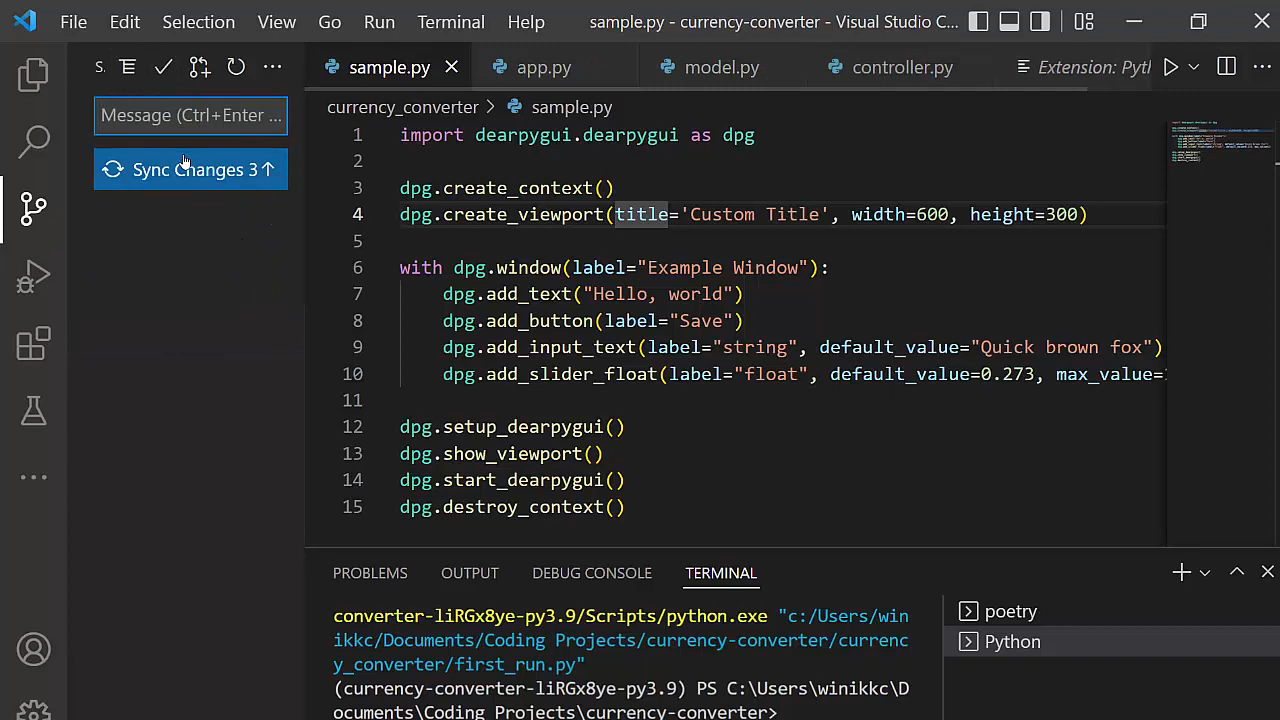 File Edit Selection View Go Run Terminal Help sample.py - currency-converter - Visual Studio C...
S.
sample.py app.py model.py controller.py Extension: Pytl
Message (Ctrl+Enter ...
Sync Changes 3↑
currency_converter > sample.py
1 import dearpygui.dearpygui as dpg
2
3 dpg.create_context()
4 dpg.create_viewport(title='Custom Title', width=600, height=300)
5
6 with dpg.window(label="Example Window"):
7 dpg.add_text("Hello, world")
8 dpg.add_button(label="Save")
9 dpg.add_input_text(label="string", default_value="Quick brown fox")
10 dpg.add_slider_float(label="float", default_value=0.273, max_value=
11
12 dpg.setup_dearpygui()
13 dpg.show_viewport()
14 dpg.start_dearpygui()
15 dpg.destroy_context()
PROBLEMS OUTPUT DEBUG CONSOLE TERMINAL
converter-liRGx8ye-py3.9/Scripts/python.exe "c:/Users/win
ikkc/Documents/Coding Projects/currency-converter/currenc
y_converter/first_run.py"
(currency-converter-liRGx8ye-py3.9) PS C:\Users\winikkc\D
ocuments\Coding Projects\currency-converter>
poetry
Python